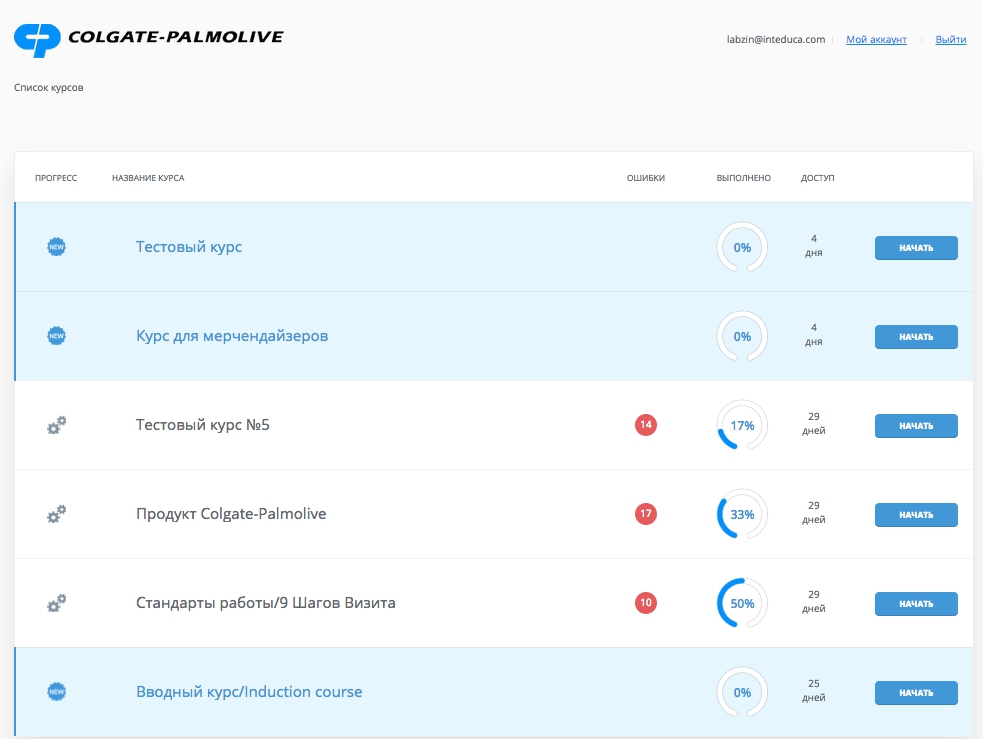 COLGATE-PALMOLIVE
labzin@inteduca.com Мой аккаунт Выйти
Список курсов
ПРОГРЕСС НАЗВАНИЕ КУРСА ОШИБКИ ВЫПОЛНЕНО ДОСТУП
NEW Тестовый курс 0% 4 дня НАЧАТЬ
NEW Курс для мерчендайзеров 0% 4 дня НАЧАТЬ
Тестовый курс №5 14 17% 29 дней НАЧАТЬ
Продукт Colgate-Palmolive 17 33% 29 дней НАЧАТЬ
Стандарты работы/9 Шагов Визита 10 50% 29 дней НАЧАТЬ
NEW Вводный курс/Induction course 0% 25 дней НАЧАТЬ